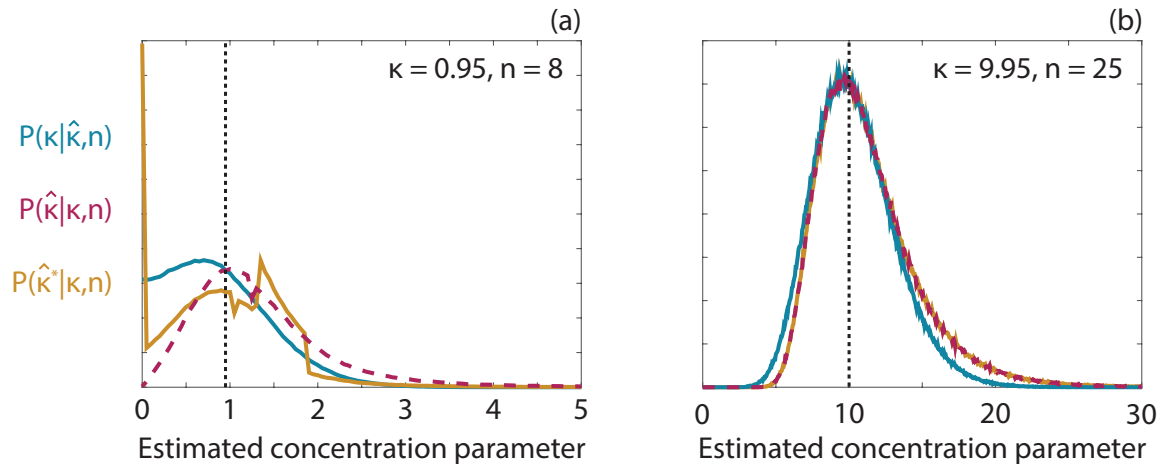 (a)
κ = 0.95, n = 8
P(κ|κ̂,n)
P(κ̂|κ,n)
P(κ̂*|κ,n)
0 1 2 3 4 5
Estimated concentration parameter
(b)
κ = 9.95, n = 25
0 10 20 30
Estimated concentration parameter